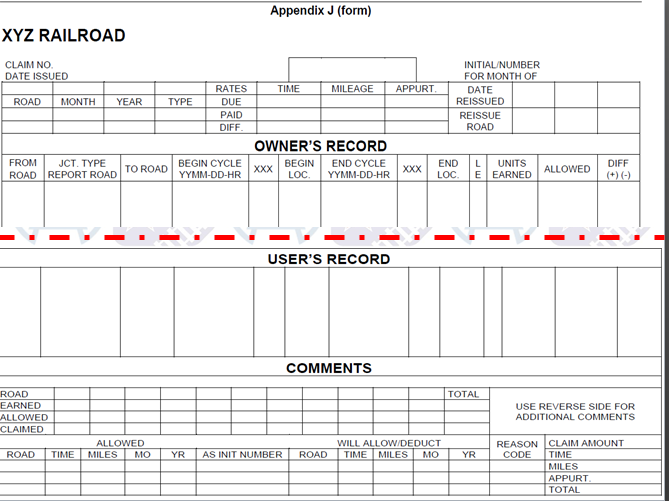 Appendix J (form)
XYZ RAILROAD
CLAIM NO.
DATE ISSUED
INITIAL/NUMBER
FOR MONTH OF
RATES TIME MILEAGE APPURT. DATE REISSUED
ROAD MONTH YEAR TYPE DUE
PAID REISSUE ROAD
DIFF.
OWNER'S RECORD
FROM ROAD JCT. TYPE REPORT ROAD TO ROAD BEGIN CYCLE YYMM-DD-HR XXX BEGIN LOC. END CYCLE YYMM-DD-HR XXX END LOC. L E UNITS EARNED ALLOWED DIFF (+) (-)
USER'S RECORD
COMMENTS
ROAD TOTAL
EARNED
ALLOWED
CLAIMED
USE REVERSE SIDE FOR
ADDITIONAL COMMENTS
ALLOWED WILL ALLOW/DEDUCT REASON CODE CLAIM AMOUNT
ROAD TIME MILES MO YR AS INIT NUMBER ROAD TIME MILES MO YR TIME
MILES
APPURT.
TOTAL